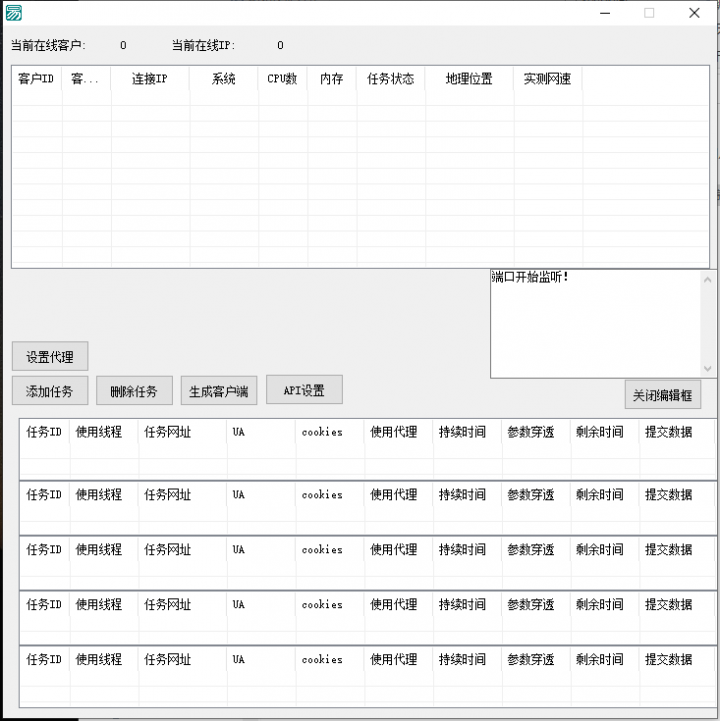 易
当前在线客户: 0 当前在线IP: 0
客户ID 客... 连接IP 系统 CPU数 内存 任务状态 地理位置 实测网速
端口开始监听!
设置代理
添加任务 删除任务 生成客户端 API设置 关闭编辑框
任务ID 使用线程 任务网址 UA cookies 使用代理 持续时间 参数穿透 剩余时间 提交数据
任务ID 使用线程 任务网址 UA cookies 使用代理 持续时间 参数穿透 剩余时间 提交数据
任务ID 使用线程 任务网址 UA cookies 使用代理 持续时间 参数穿透 剩余时间 提交数据
任务ID 使用线程 任务网址 UA cookies 使用代理 持续时间 参数穿透 剩余时间 提交数据
任务ID 使用线程 任务网址 UA cookies 使用代理 持续时间 参数穿透 剩余时间 提交数据